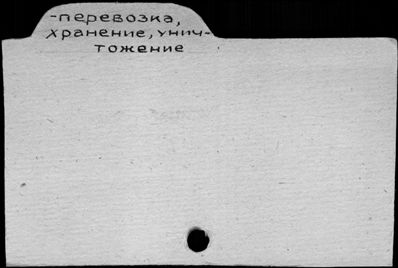 -перевозка,
хранение, унич-
тожение